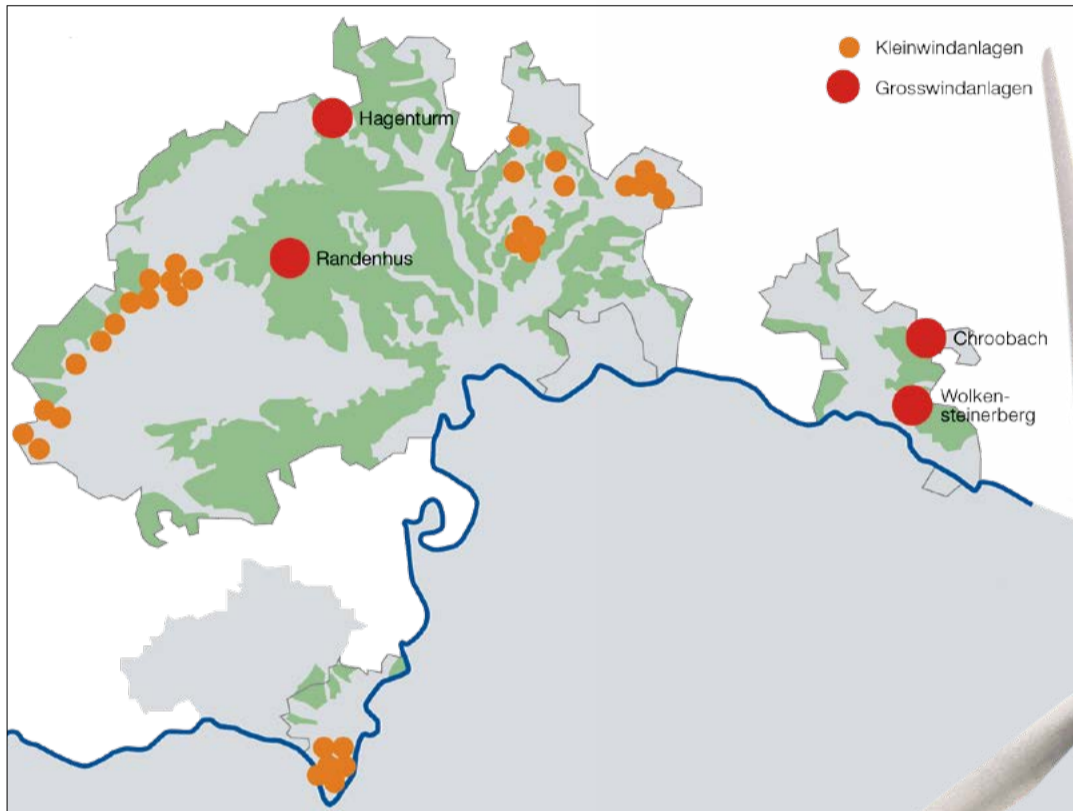 Kleinwindanlagen
Grosswindanlagen
Hagenturm
Randenhus
Chroobach
Wolken-
steinerberg